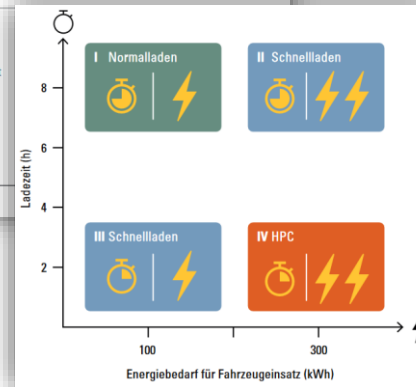 I Normalladen
II Schnellladen
8
6
Ladezeit (h)
4
III Schnellladen
IV HPC
2
100
300
Energiebedarf für Fahrzeugeinsatz (kWh)